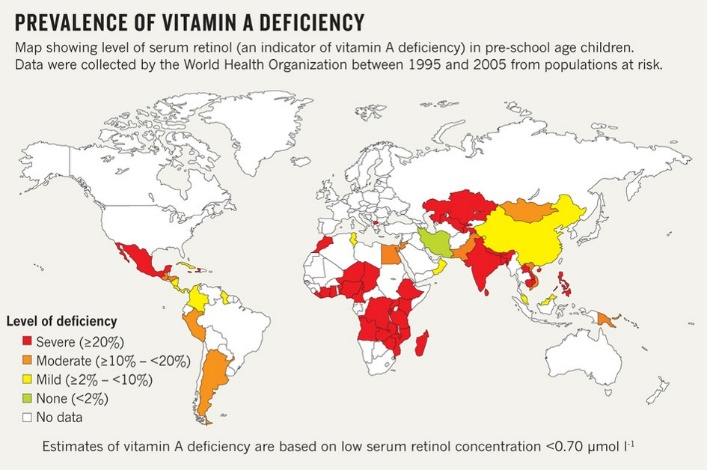 PREVALENCE OF VITAMIN A DEFICIENCY
Map showing level of serum retinol (an indicator of vitamin A deficiency) in pre-school age children.
Data were collected by the World Health Organization between 1995 and 2005 from populations at risk.
Level of deficiency
Severe (≥20%)
Moderate (≥10% – <20%)
Mild (≥2% – <10%)
None (<2%)
No data
Estimates of vitamin A deficiency are based on low serum retinol concentration <0.70 µmol l⁻¹